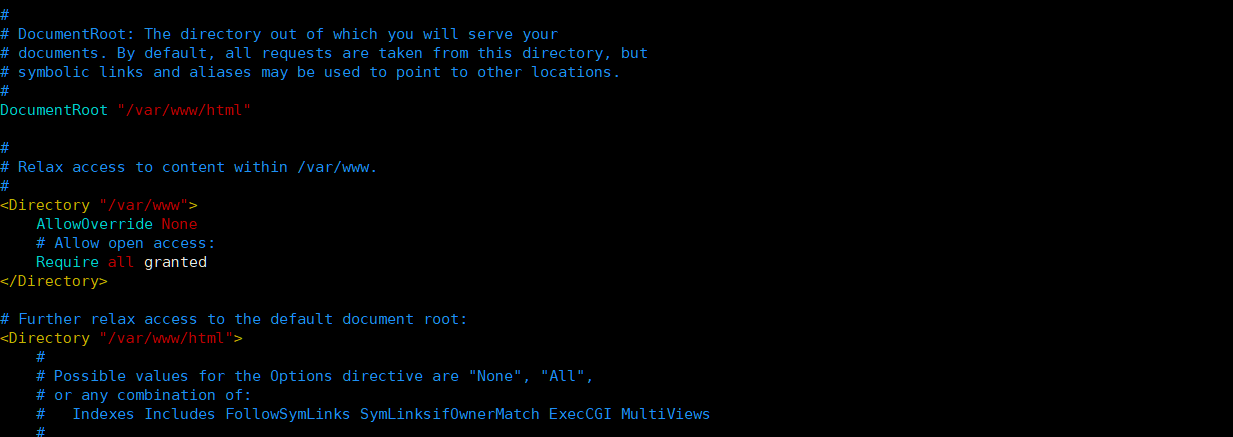 #
# DocumentRoot: The directory out of which you will serve your
# documents. By default, all requests are taken from this directory, but
# symbolic links and aliases may be used to point to other locations.
#
DocumentRoot "/var/www/html"

#
# Relax access to content within /var/www.
#
<Directory "/var/www">
    AllowOverride None
    # Allow open access:
    Require all granted
</Directory>

# Further relax access to the default document root:
<Directory "/var/www/html">
    #
    # Possible values for the Options directive are "None", "All",
    # or any combination of:
    #   Indexes Includes FollowSymLinks SymLinksifOwnerMatch ExecCGI MultiViews
    #